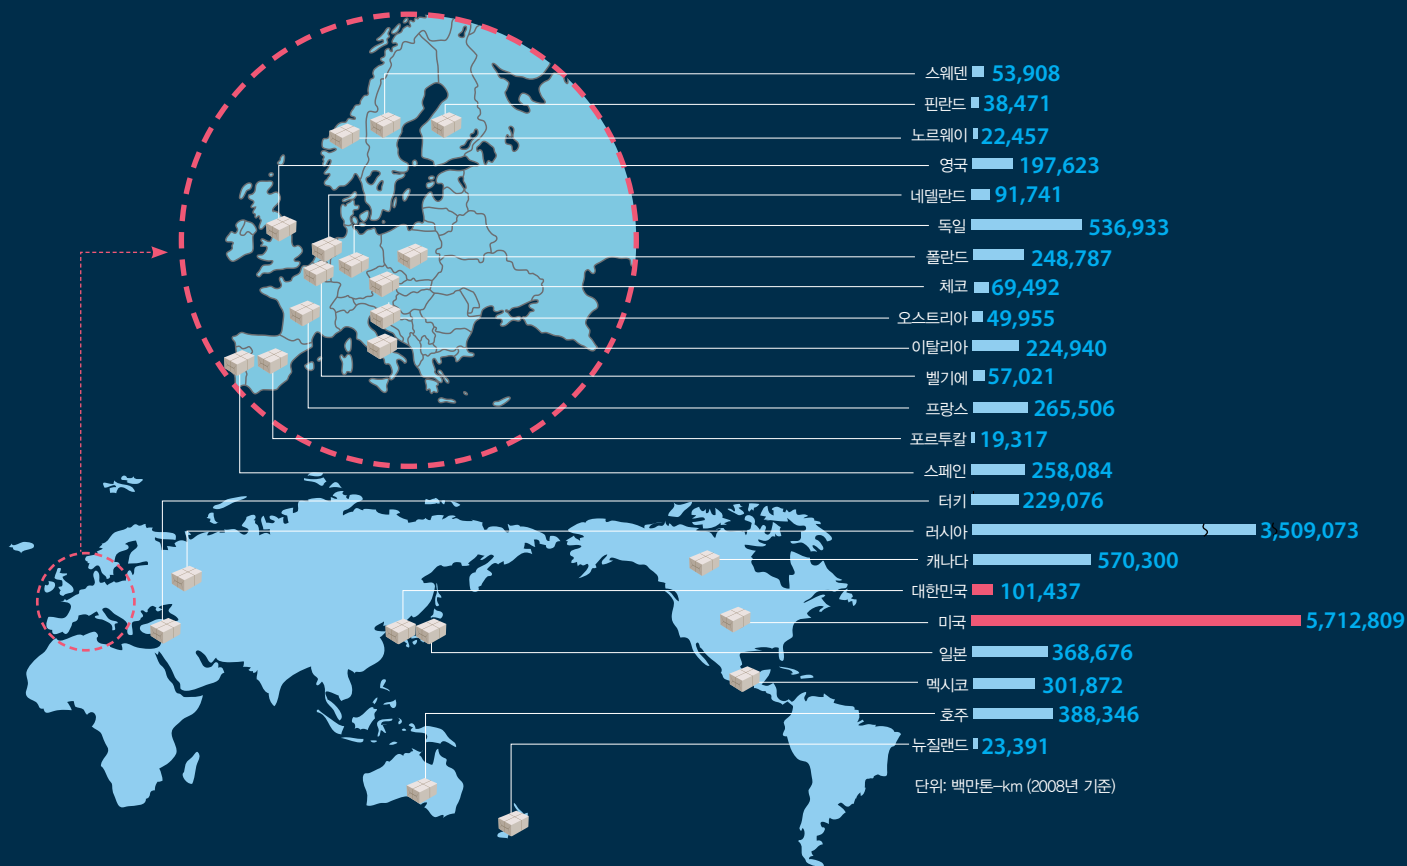 스웨덴 53,908
핀란드 38,471
노르웨이 22,457
영국 197,623
네델란드 91,741
독일 536,933
폴란드 248,787
체코 69,492
오스트리아 49,955
이탈리아 224,940
벨기에 57,021
프랑스 265,506
포르투칼 19,317
스페인 258,084
터키 229,076
러시아 3,509,073
캐나다 570,300
대한민국 101,437
미국 5,712,809
일본 368,676
멕시코 301,872
호주 388,346
뉴질랜드 23,391
단위: 백만톤-km (2008년 기준)